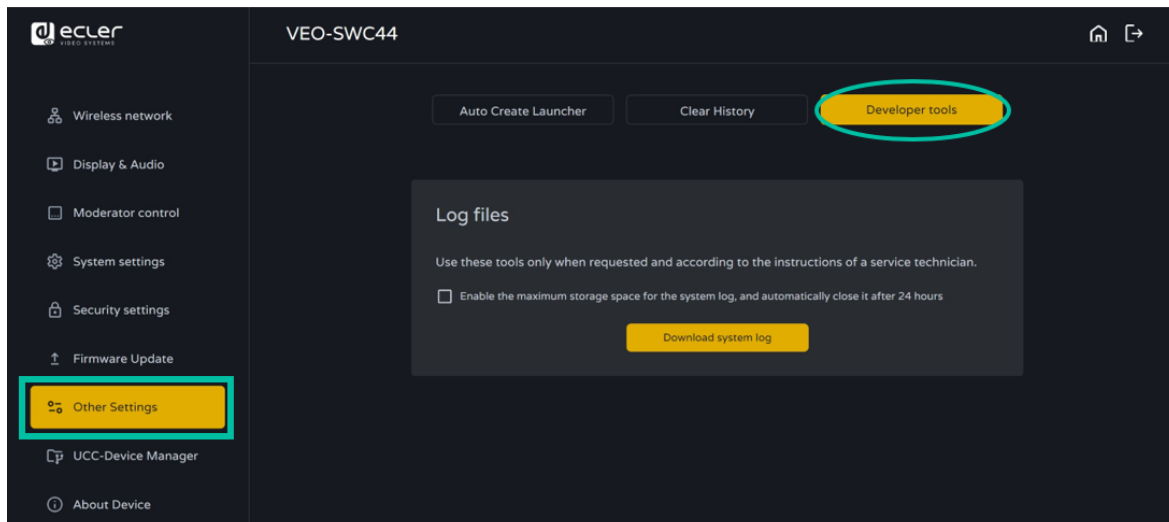 ecler
VIDEO SYSTEMS
VEO-SWC44
Wireless network
Display & Audio
Moderator control
System settings
Security settings
Firmware Update
Other Settings
UCC-Device Manager
About Device
Auto Create Launcher
Clear History
Developer tools
Log files
Use these tools only when requested and according to the instructions of a service technician.
Enable the maximum storage space for the system log, and automatically close it after 24 hours
Download system log